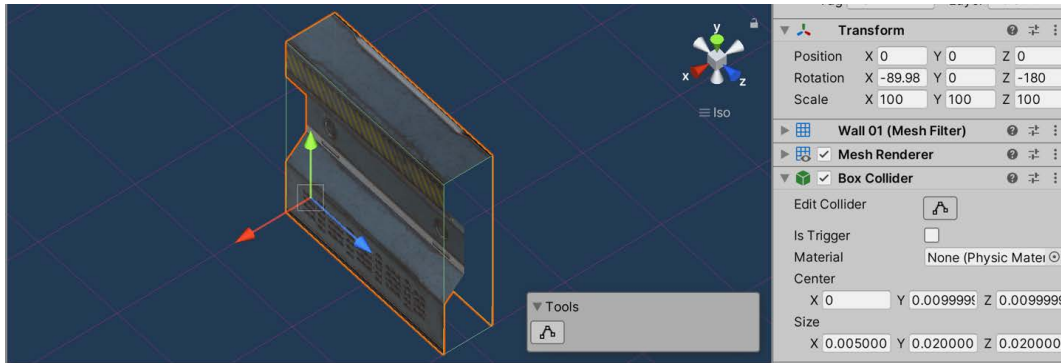 y
x
z
Iso
Tools
Transform
Position X 0 Y 0 Z 0
Rotation X -89.98 Y 0 Z -180
Scale X 100 Y 100 Z 100
Wall 01 (Mesh Filter)
Mesh Renderer
Box Collider
Edit Collider
Is Trigger
Material None (Physic Mater
Center
X 0 Y 0.0099999 Z 0.0099999
Size
X 0.005000 Y 0.020000 Z 0.020000